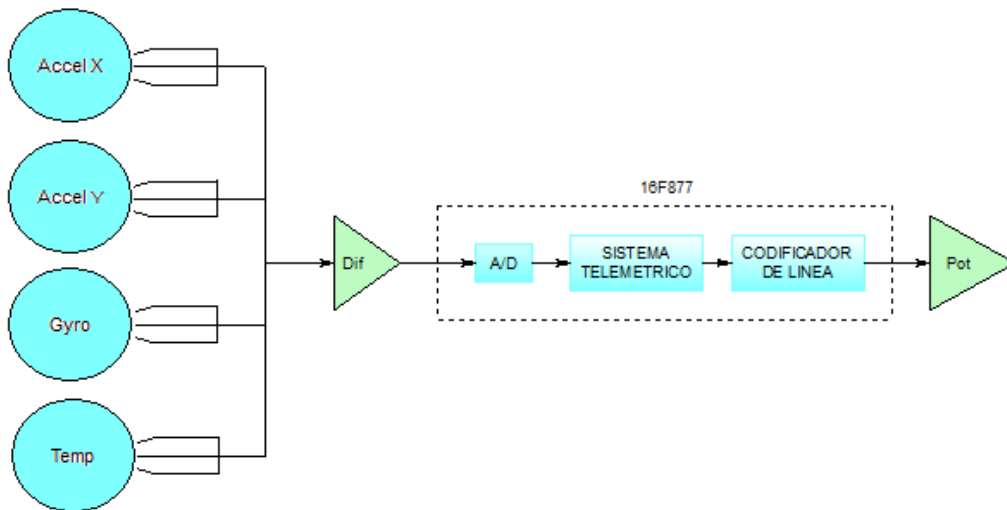 Accel X
Accel Y
Gyro
Temp
Dif
16F877
A/D
SISTEMA
TELEMETRICO
CODIFICADOR
DE LINEA
Pot